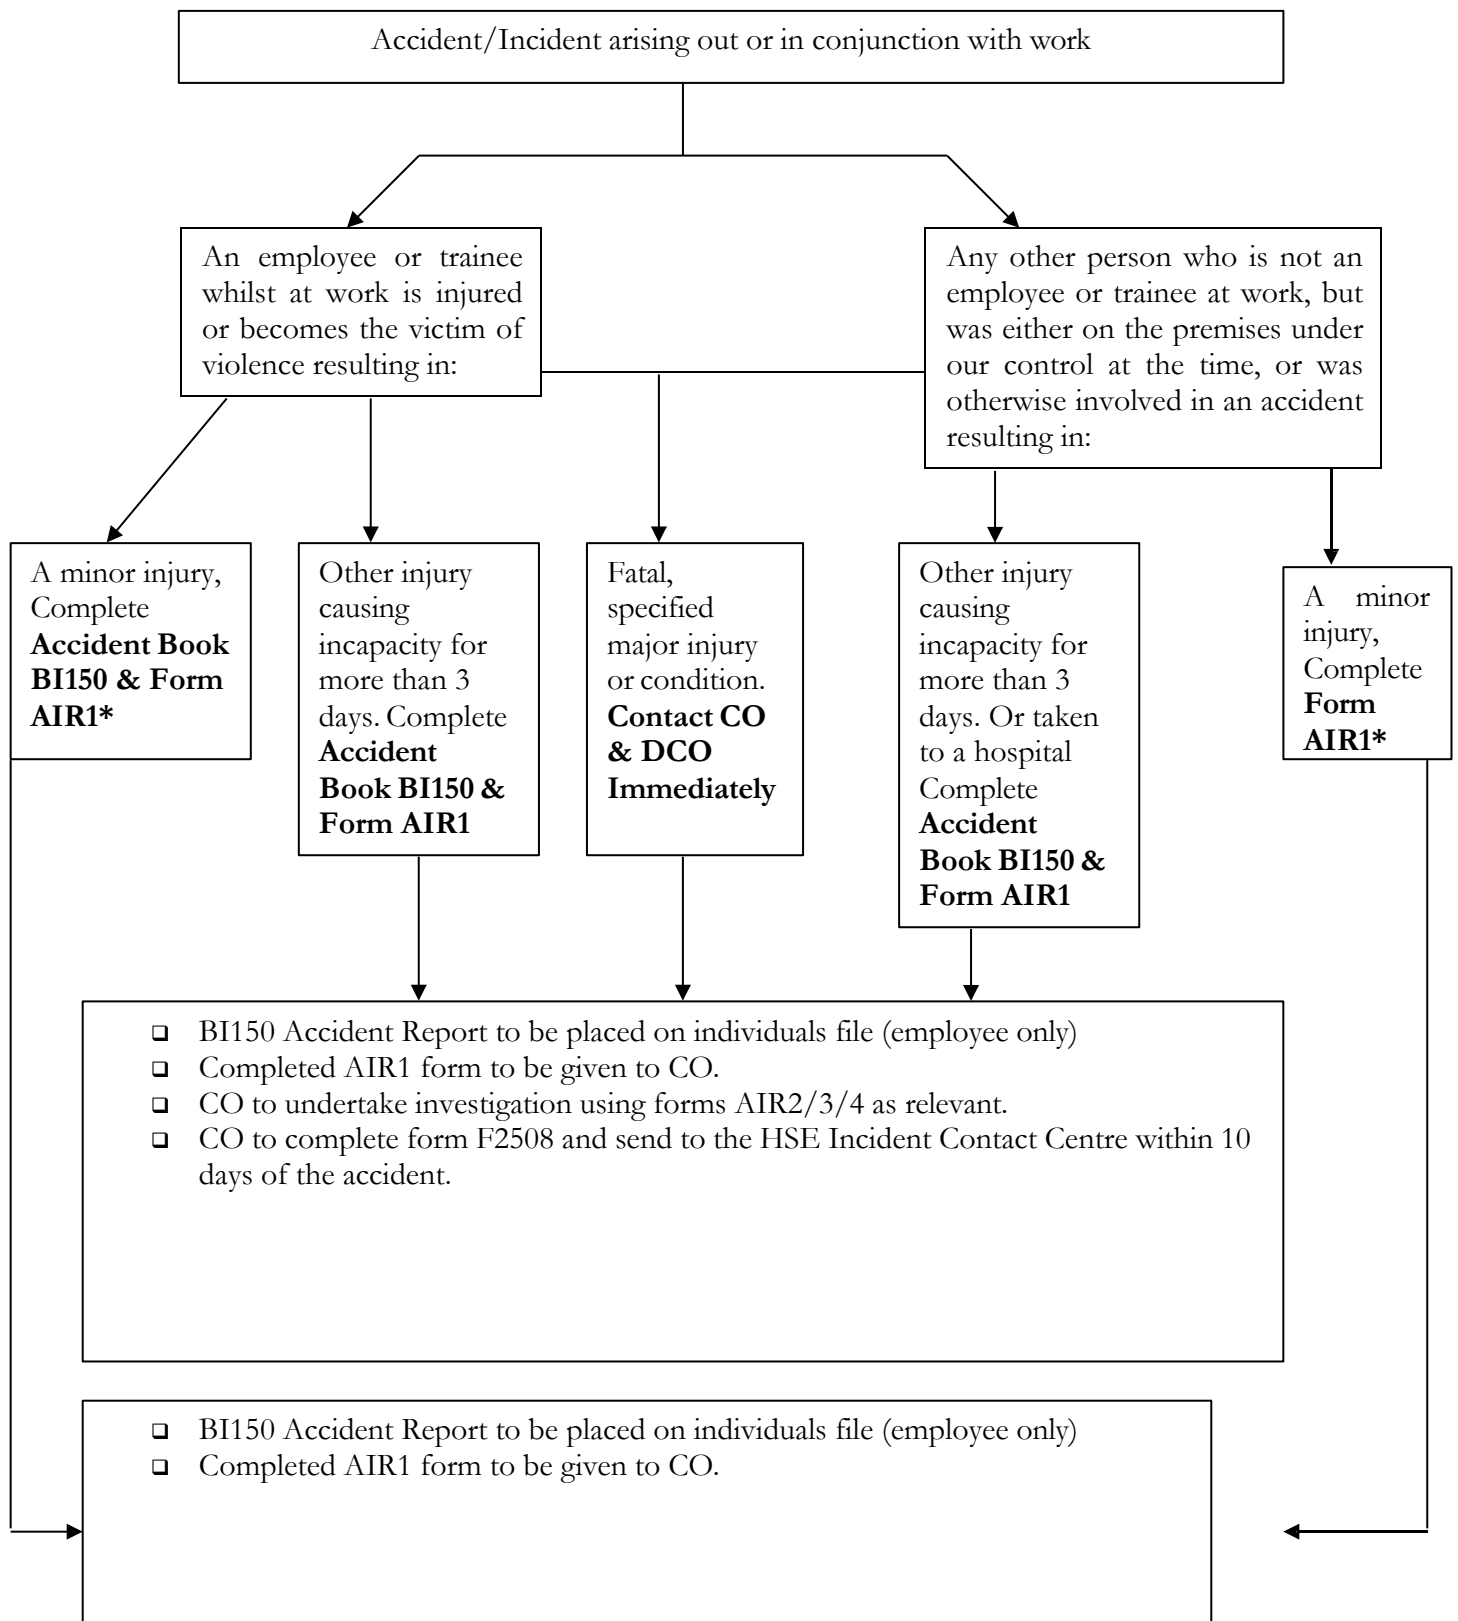 Accident/Incident arising out or in conjunction with work
An employee or trainee
whilst at work is injured
or becomes the victim of
violence resulting in:
Any other person who is not an
employee or trainee at work, but
was either on the premises under
our control at the time, or was
otherwise involved in an accident
resulting in:
A minor injury,
Complete
Accident Book
BI150 & Form
AIR1*
Other injury
causing
incapacity for
more than 3
days. Complete
Accident
Book BI150 &
Form AIR1
Fatal,
specified
major injury
or condition.
Contact CO
& DCO
Immediately
Other injury
causing
incapacity for
more than 3
days. Or taken
to a hospital
Complete
Accident
Book BI150 &
Form AIR1
A minor
injury,
Complete
Form
AIR1*
❑ BI150 Accident Report to be placed on individuals file (employee only)
❑ Completed AIR1 form to be given to CO.
❑ CO to undertake investigation using forms AIR2/3/4 as relevant.
❑ CO to complete form F2508 and send to the HSE Incident Contact Centre within 10
days of the accident.
❑ BI150 Accident Report to be placed on individuals file (employee only)
❑ Completed AIR1 form to be given to CO.